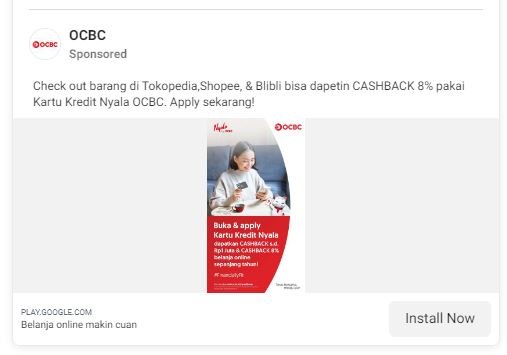 OCBC
OCBC
Sponsored
Check out barang di Tokopedia,Shopee, & Blibli bisa dapetin CASHBACK 8% pakai
Kartu Kredit Nyala OCBC. Apply sekarang!
Nyala
OCBC
Buka & apply
Kartu Kredit Nyala
dapatkan CASHBACK s.d.
Rp1 Juta & CASHBACK 8%
belanja online
sepanjang tahun!
#FinanciallyFit
PLAY.GOOGLE.COM
Belanja online makin cuan
Install Now